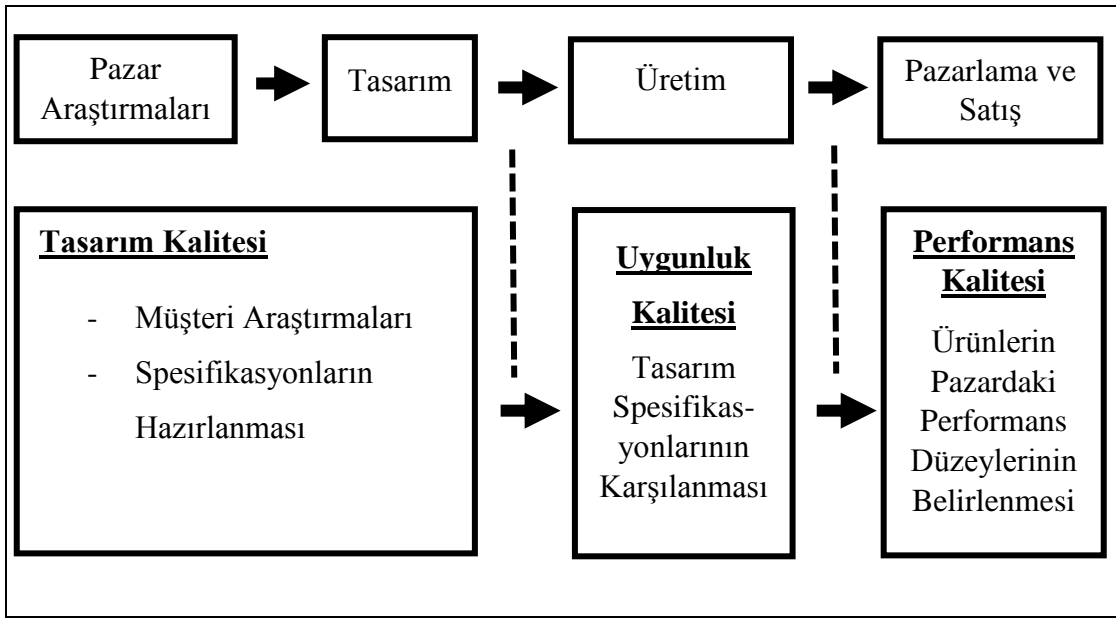 Pazar
Araştırmaları
Tasarım
Üretim
Pazarlama ve
Satış
Tasarım Kalitesi
- Müşteri Araştırmaları
- Spesifikasyonların
Hazırlanması
Uygunluk
Kalitesi
Tasarım
Spesifikas-
yonlarının
Karşılanması
Performans
Kalitesi
Ürünlerin
Pazardaki
Performans
Düzeylerinin
Belirlenmesi